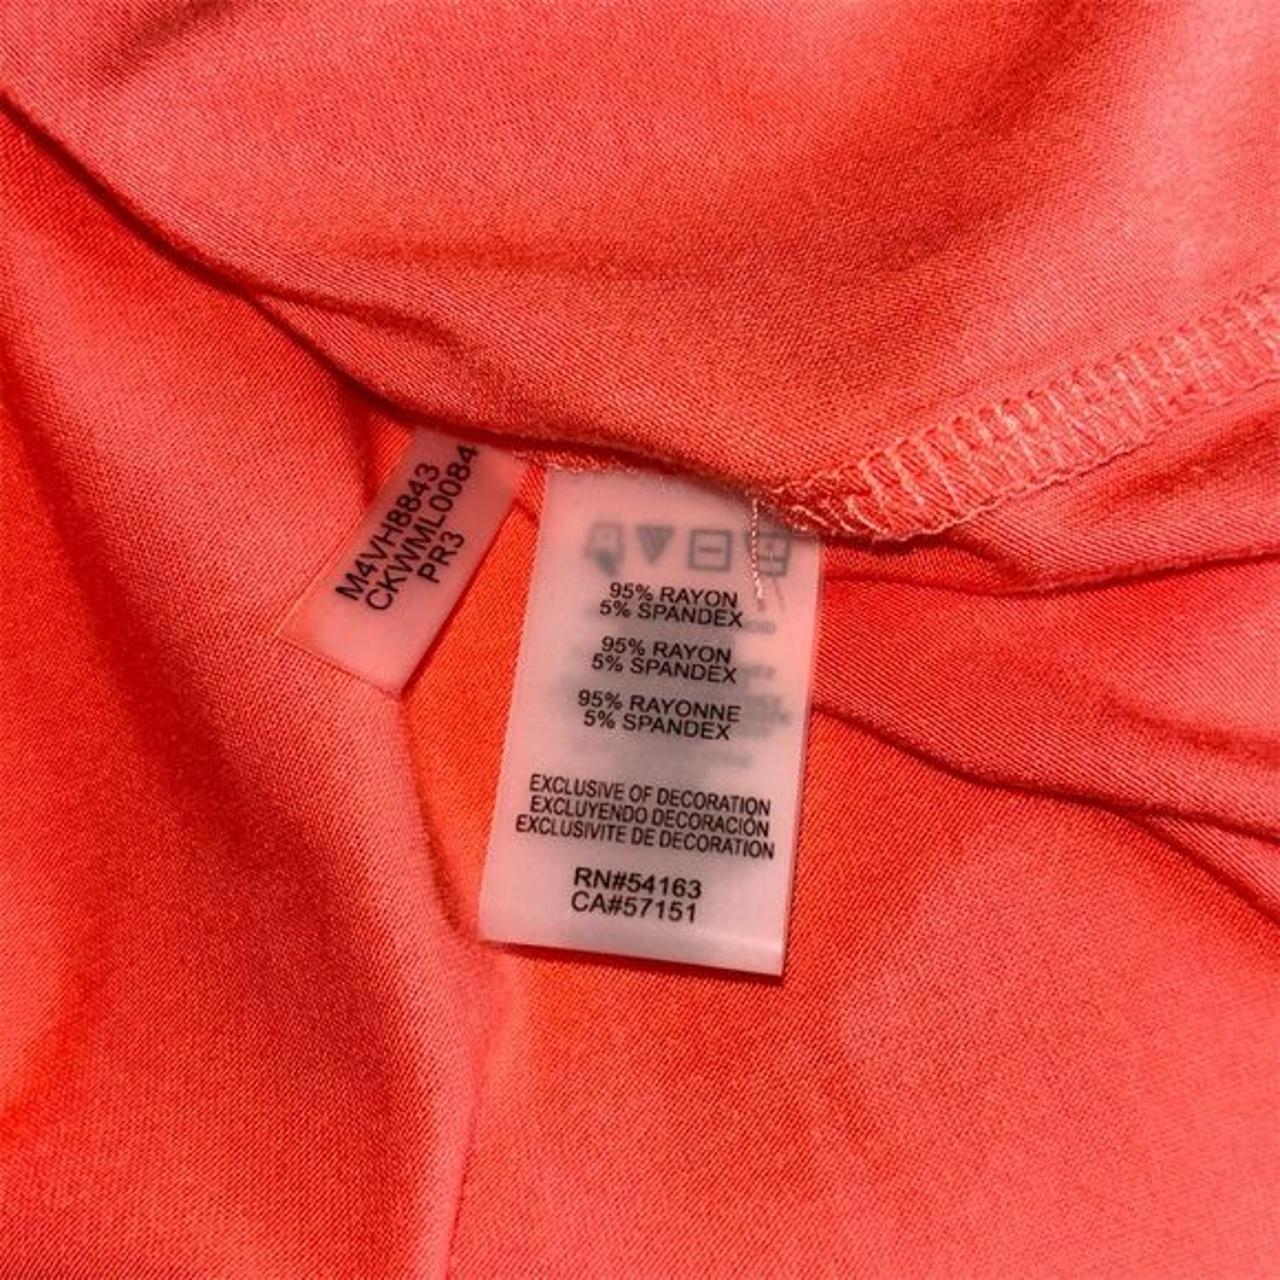 M4VH8843
CKWML0084
PR3
95% RAYON
5% SPANDEX
95% RAYON
5% SPANDEX
95% RAYONNE
5% SPANDEX
EXCLUSIVE OF DECORATION
EXCLUYENDO DECORACIÓN
EXCLUSIVITE DE DECORATION
RN#54163
CA#57151